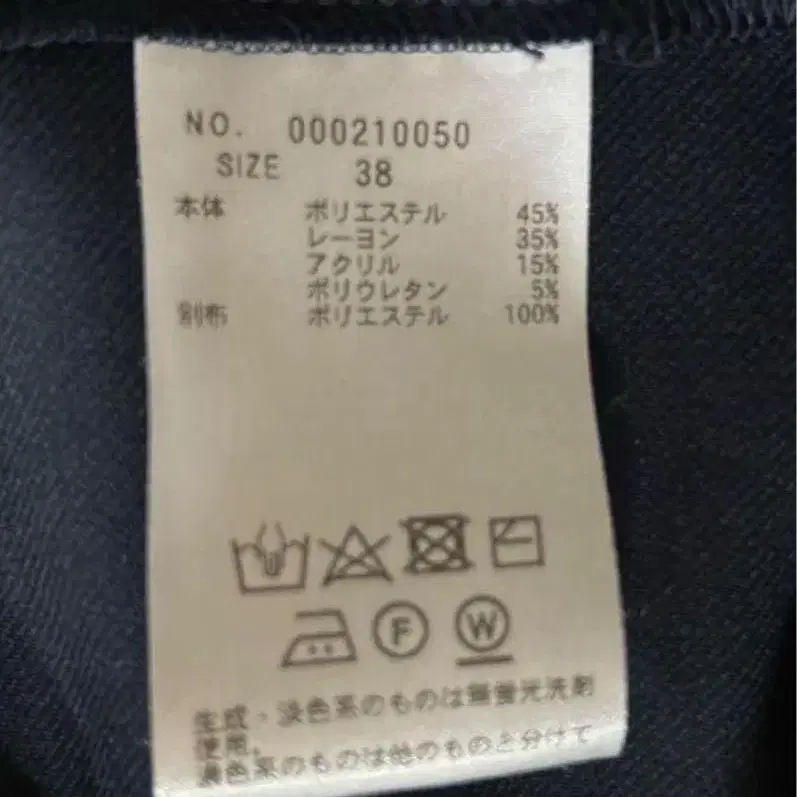 NO. 000210050
SIZE 38
本体 ポリエステル 45%
レーヨン 35%
アクリル 15%
ポリウレタン 5%
別布 ポリエステル 100%
F W
生成・淡色系のものは無蛍光洗剤
使用。
濃色系のものは他のものと分けて